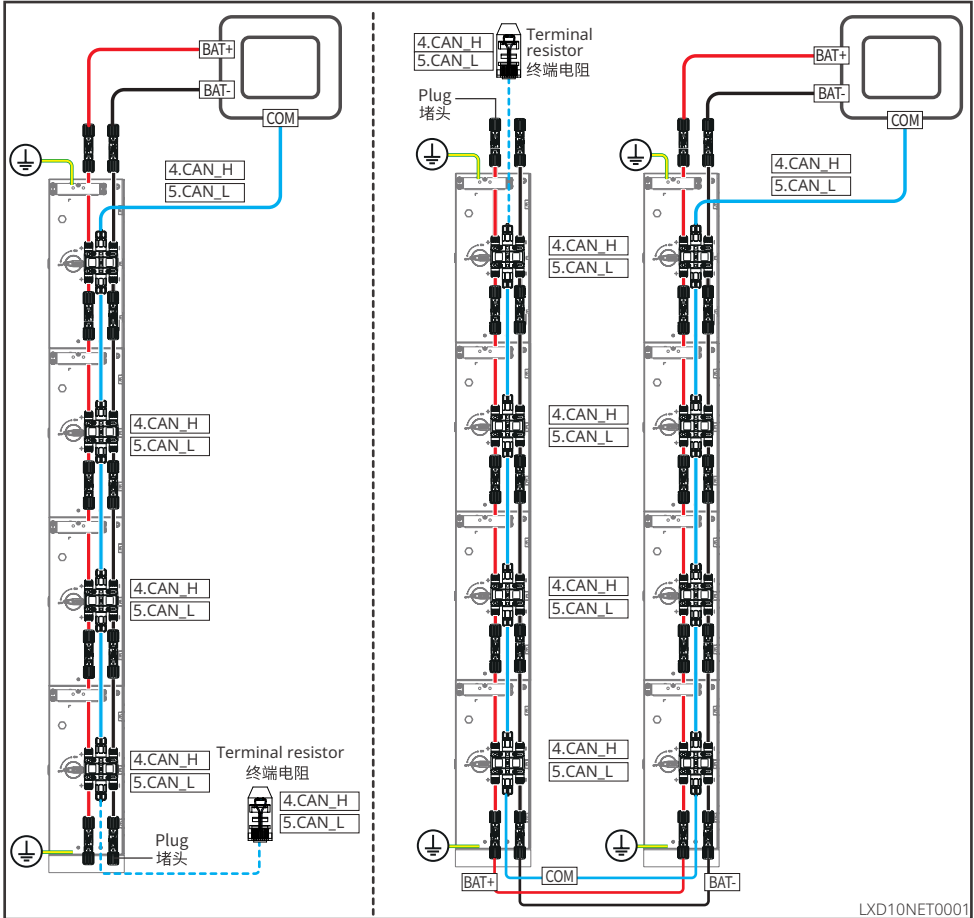 BAT+
BAT-
COM
4.CAN_H
5.CAN_L
4.CAN_H
5.CAN_L
4.CAN_H
5.CAN_L
4.CAN_H
5.CAN_L
Terminal resistor
终端电阻
4.CAN_H
5.CAN_L
Plug
堵头
4.CAN_H
5.CAN_L
Terminal
resistor
终端电阻
Plug
堵头
BAT+
BAT-
COM
4.CAN_H
5.CAN_L
4.CAN_H
5.CAN_L
4.CAN_H
5.CAN_L
4.CAN_H
5.CAN_L
4.CAN_H
5.CAN_L
BAT+
COM
BAT-
LXD10NET0001